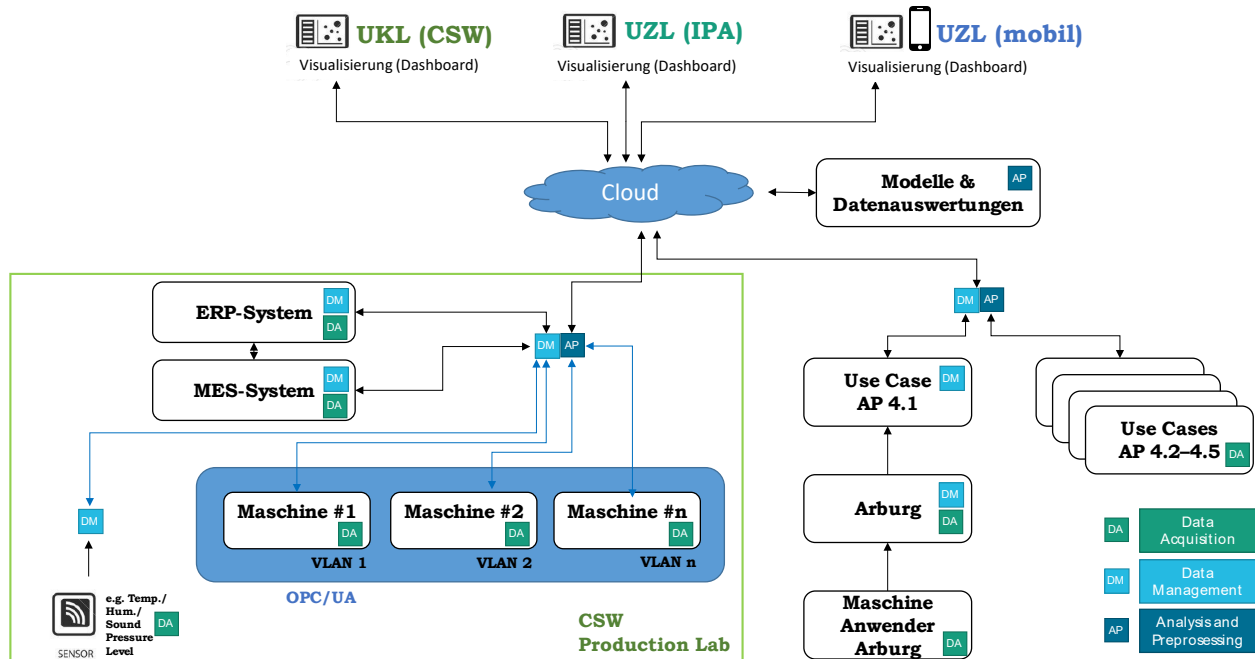 UKL (CSW)
Visualisierung (Dashboard)
UZL (IPA)
Visualisierung (Dashboard)
UZL (mobil)
Visualisierung (Dashboard)
Cloud
Modelle &
Datenauswertungen
AP
ERP-System
DM
DA
MES-System
DM
DA
DM
AP
DM
AP
Use Case
AP 4.1
DM
Use Cases
AP 4.2–4.5
DA
Maschine #1
DA
VLAN 1
Maschine #2
DA
VLAN 2
Maschine #n
DA
VLAN n
OPC/UA
DM
SENSOR
e.g. Temp./
Hum./
Sound
Pressure
Level
DA
CSW
Production Lab
Arburg
DM
DA
Maschine
Anwender
Arburg
DA
DA
Data
Acquisition
DM
Data
Management
AP
Analysis and
Preprosessing